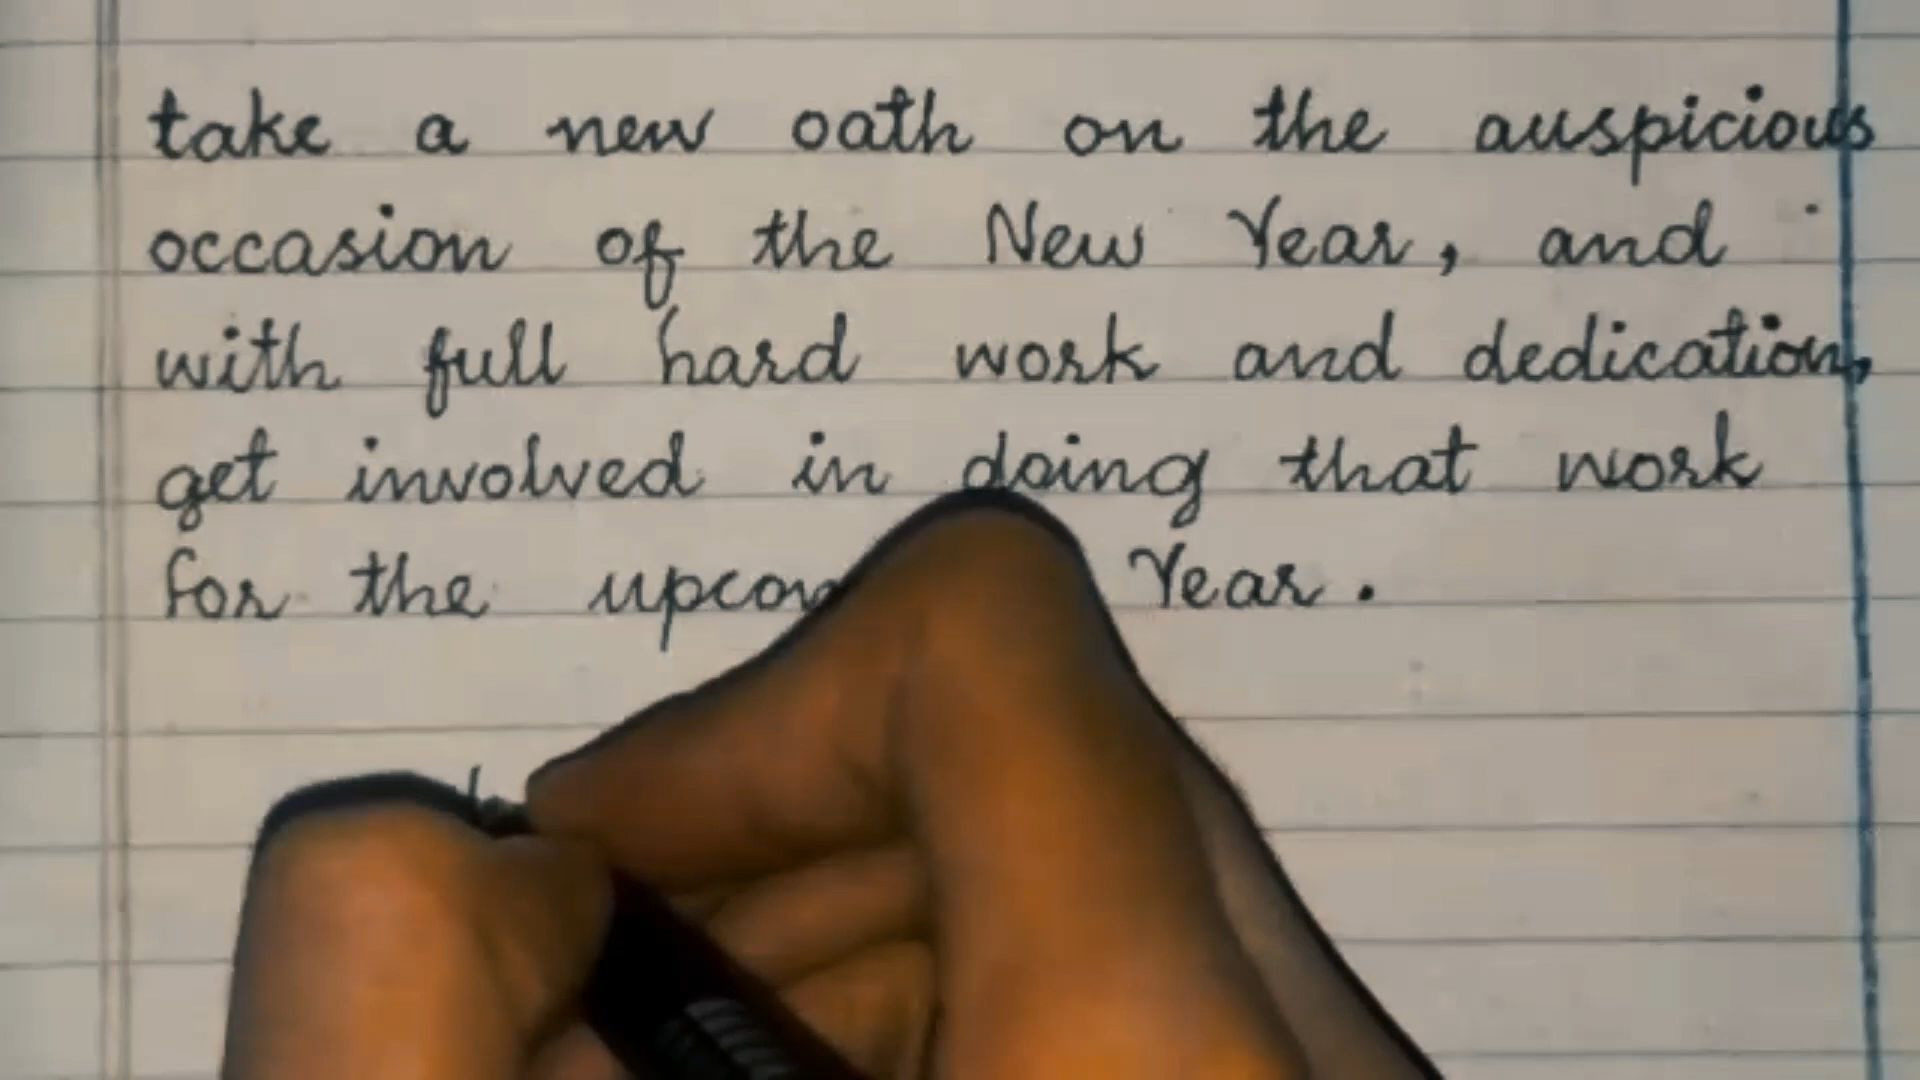 take a new oath on the auspicious
occasion of the New Year, and
with full hard work and dedication,
get involved in doing that work
for the Year.